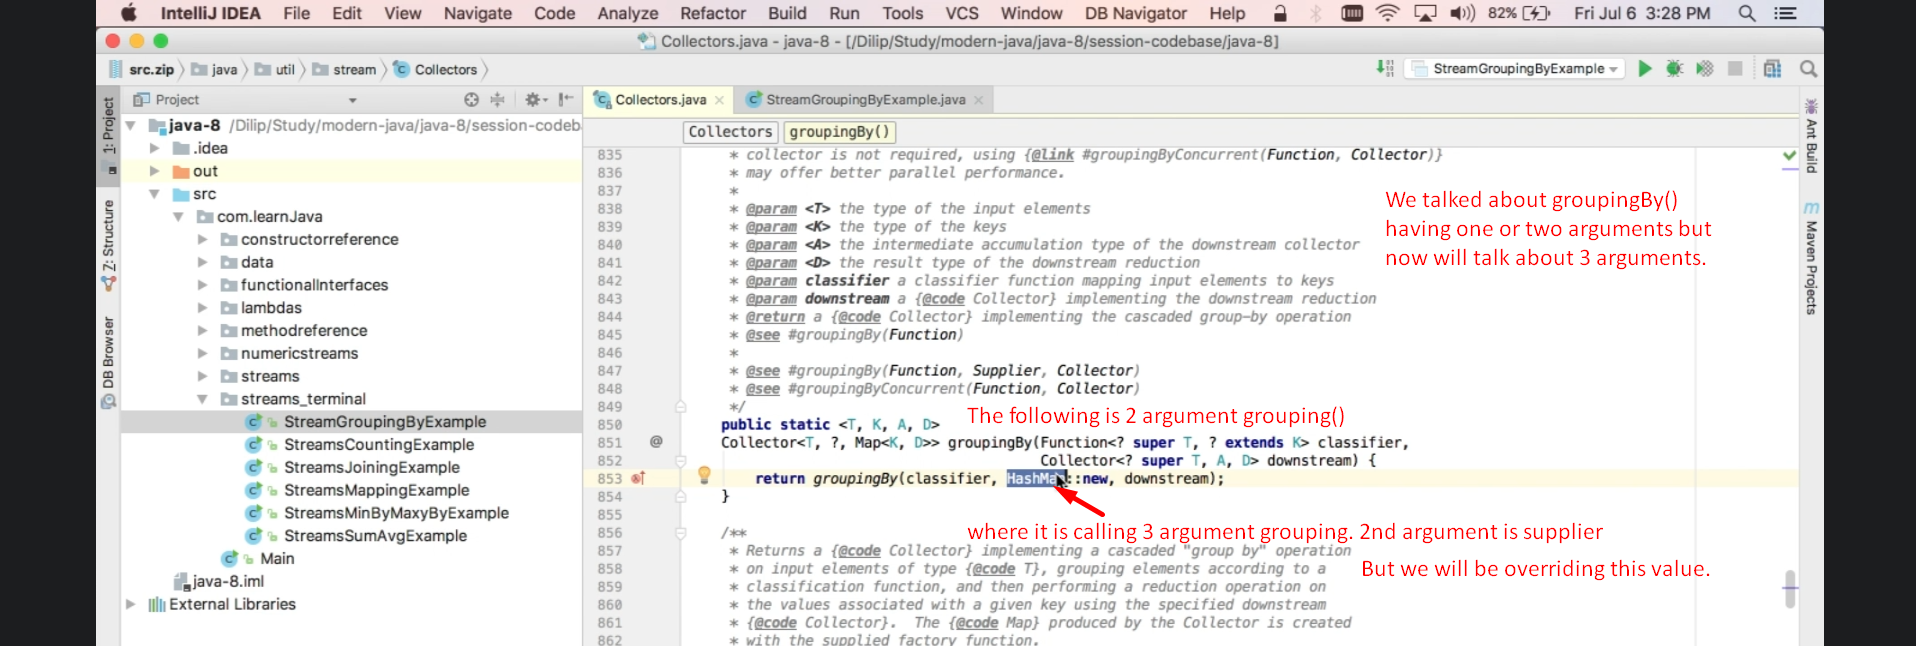 IntelliJ IDEA File Edit View Navigate Code Analyze Refactor Build Run Tools VCS Window DB Navigator Help 82% Fri Jul 6 3:28 PM
Collectors.java - java-8 - [/Dilip/Study/modern-java/java-8/session-codebase/java-8]
src.zip java util stream Collectors StreamGroupingByExample
Project
Collectors.java StreamGroupingByExample.java
Collectors groupingBy()
1: Project
7: Structure
DB Browser
java-8 /Dilip/Study/modern-java/java-8/session-codeb
.idea
out
src
com.learnJava
constructorreference
data
functionalInterfaces
lambdas
methodreference
numericstreams
streams
streams_terminal
StreamGroupingByExample
StreamsCountingExample
StreamsJoiningExample
StreamsMappingExample
StreamsMinByMaxyByExample
StreamsSumAvgExample
Main
java-8.iml
External Libraries
835 * collector is not required, using {@link #groupingByConcurrent(Function, Collector)}
836 * may offer better parallel performance.
837 *
838 * @param <T> the type of the input elements
839 * @param <K> the type of the keys
840 * @param <A> the intermediate accumulation type of the downstream collector
841 * @param <D> the result type of the downstream reduction
842 * @param classifier a classifier function mapping input elements to keys
843 * @param downstream a {@code Collector} implementing the downstream reduction
844 * @return a {@code Collector} implementing the cascaded group-by operation
845 * @see #groupingBy(Function)
846 *
847 * @see #groupingBy(Function, Supplier, Collector)
848 * @see #groupingByConcurrent(Function, Collector)
849 */
850 public static <T, K, A, D>
851 @ Collector<T, ?, Map<K, D>> groupingBy(Function<? super T, ? extends K> classifier,
852 Collector<? super T, A, D> downstream) {
853 return groupingBy(classifier, HashMap::new, downstream);
854 }
855
856 /**
857 * Returns a {@code Collector} implementing a cascaded "group by" operation
858 * on input elements of type {@code T}, grouping elements according to a
859 * classification function, and then performing a reduction operation on
860 * the values associated with a given key using the specified downstream
861 * {@code Collector}. The {@code Map} produced by the Collector is created
862 * with the supplied factory function.
We talked about groupingBy()
having one or two arguments but
now will talk about 3 arguments.
The following is 2 argument grouping()
where it is calling 3 argument grouping. 2nd argument is supplier
But we will be overriding this value.
Ant Build
m Maven Projects